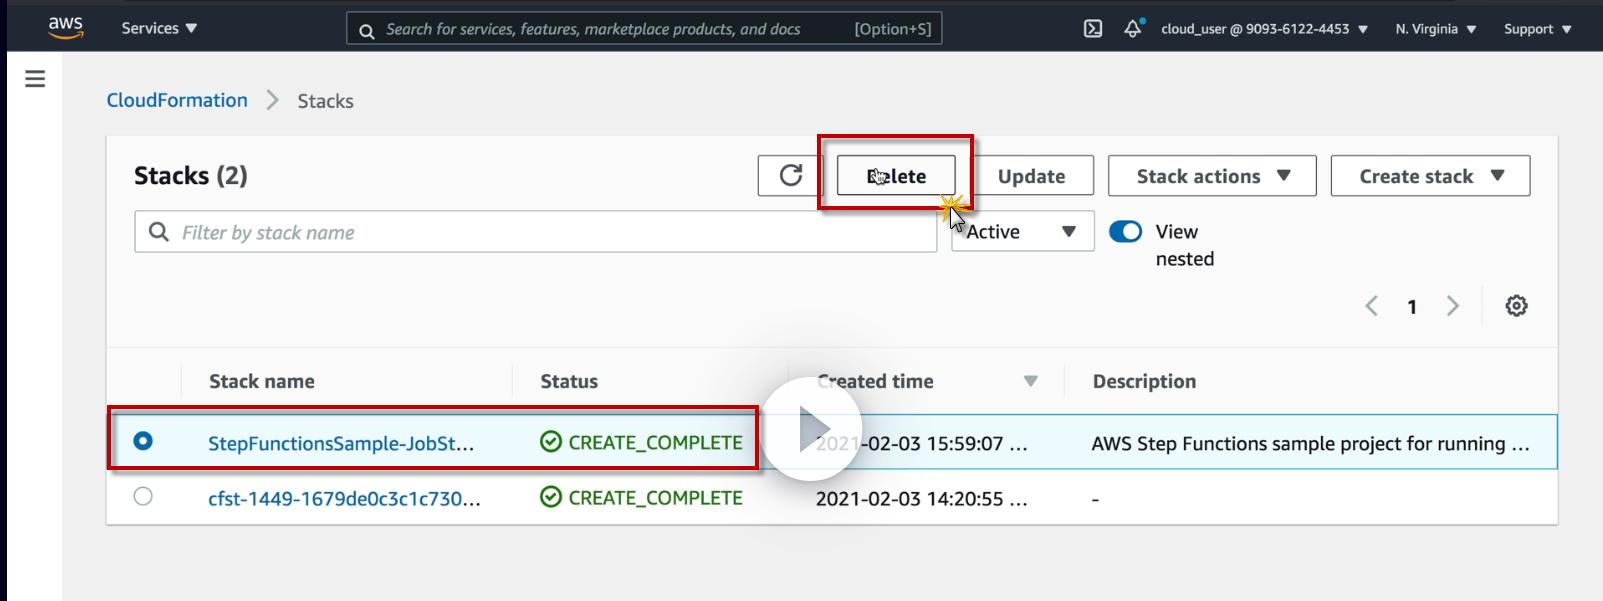 aws Services Search for services, features, marketplace products, and docs [Option+S] cloud_user @ 9093-6122-4453 N. Virginia Support
CloudFormation Stacks
Stacks (2) Delete Update Stack actions Create stack
Filter by stack name Active View
nested
1
Stack name Status Created time Description
StepFunctionsSample-JobSt... CREATE_COMPLETE 2021-02-03 15:59:07 ... AWS Step Functions sample project for running ...
cfst-1449-1679de0c3c1c730... CREATE_COMPLETE 2021-02-03 14:20:55 ... -